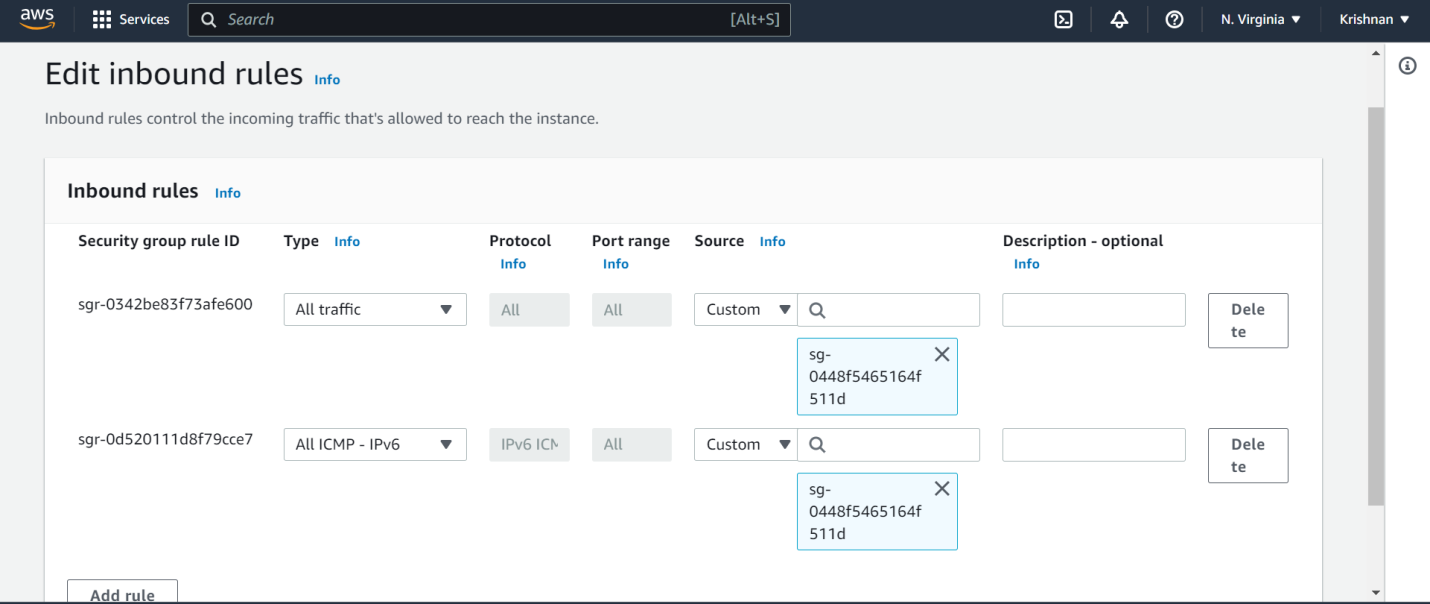 aws
Services
Search
[Alt+S]
N. Virginia
Krishnan
Edit inbound rules Info
Inbound rules control the incoming traffic that's allowed to reach the instance.
Inbound rules Info
Security group rule ID
Type Info
Protocol
Info
Port range
Info
Source Info
Description - optional
Info
sgr-0342be83f73afe600
All traffic
All
All
Custom
sg-
0448f5465164f
511d
Dele
te
sgr-0d520111d8f79cce7
All ICMP - IPv6
IPv6 ICM
All
Custom
sg-
0448f5465164f
511d
Dele
te
Add rule